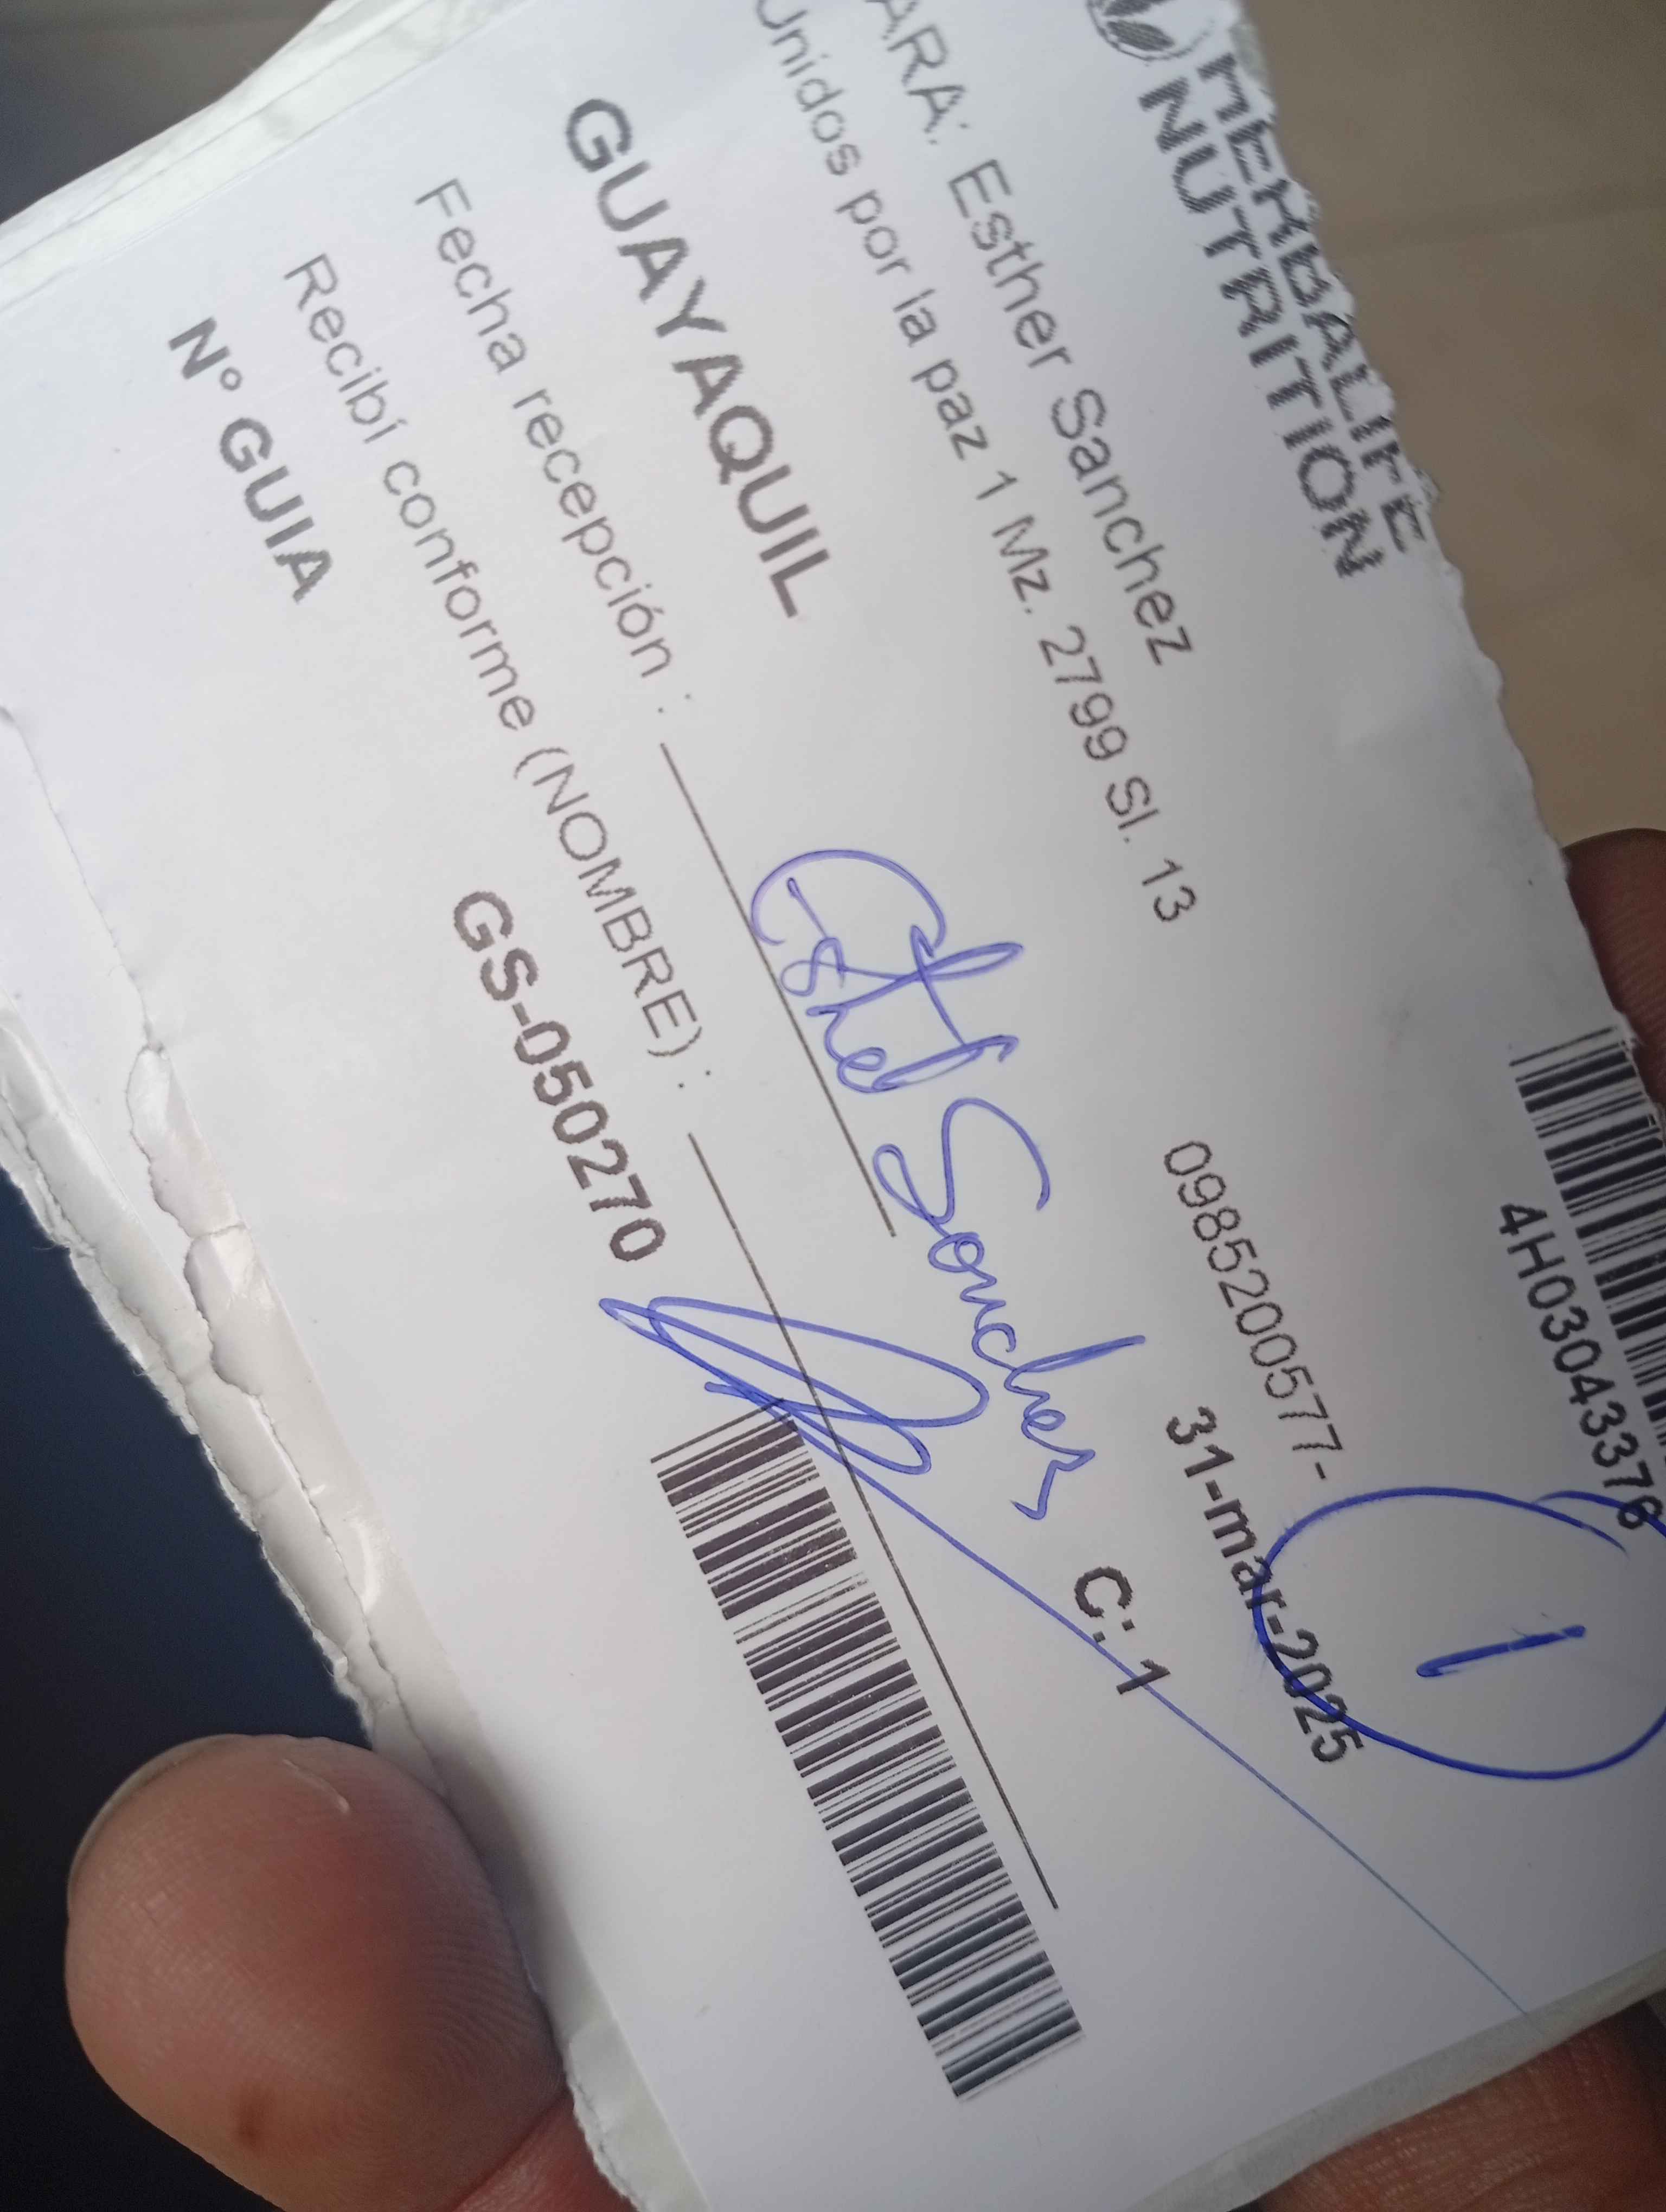 HERBALIFE
NUTRITION
4H03043378
1
ARA: Esther Sanchez
0985200577-
Unidos por la paz 1 Mz. 2799 Sl. 13
31-mar-2025
GUAYAQUIL
C: 1
Fecha recepción :
Esther Sanchez
Recibí conforme (NOMBRE) :
N° GUIA
GS-050270